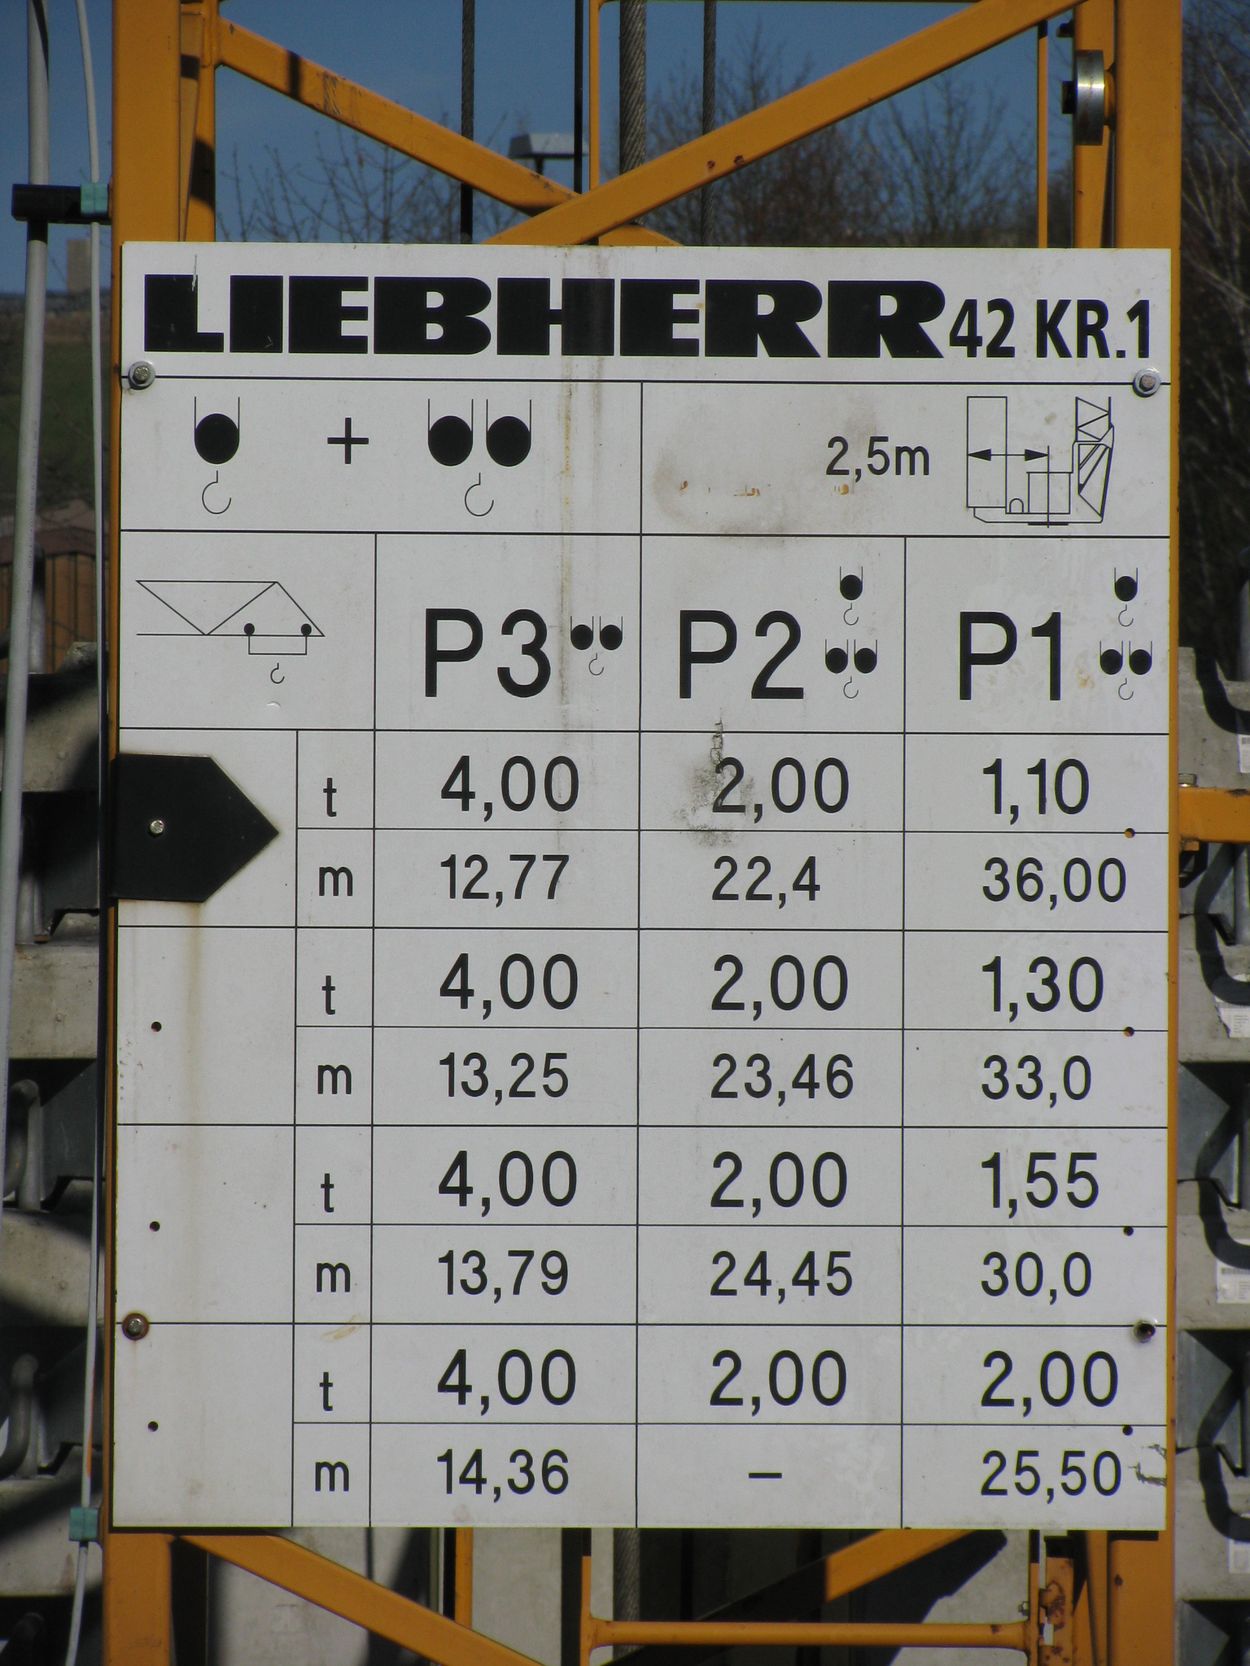 LIEBHERR 42 KR.1
+ 2,5m
P3 P2 P1
t 4,00 2,00 1,10
m 12,77 22,4 36,00
t 4,00 2,00 1,30
m 13,25 23,46 33,0
t 4,00 2,00 1,55
m 13,79 24,45 30,0
t 4,00 2,00 2,00
m 14,36 – 25,50